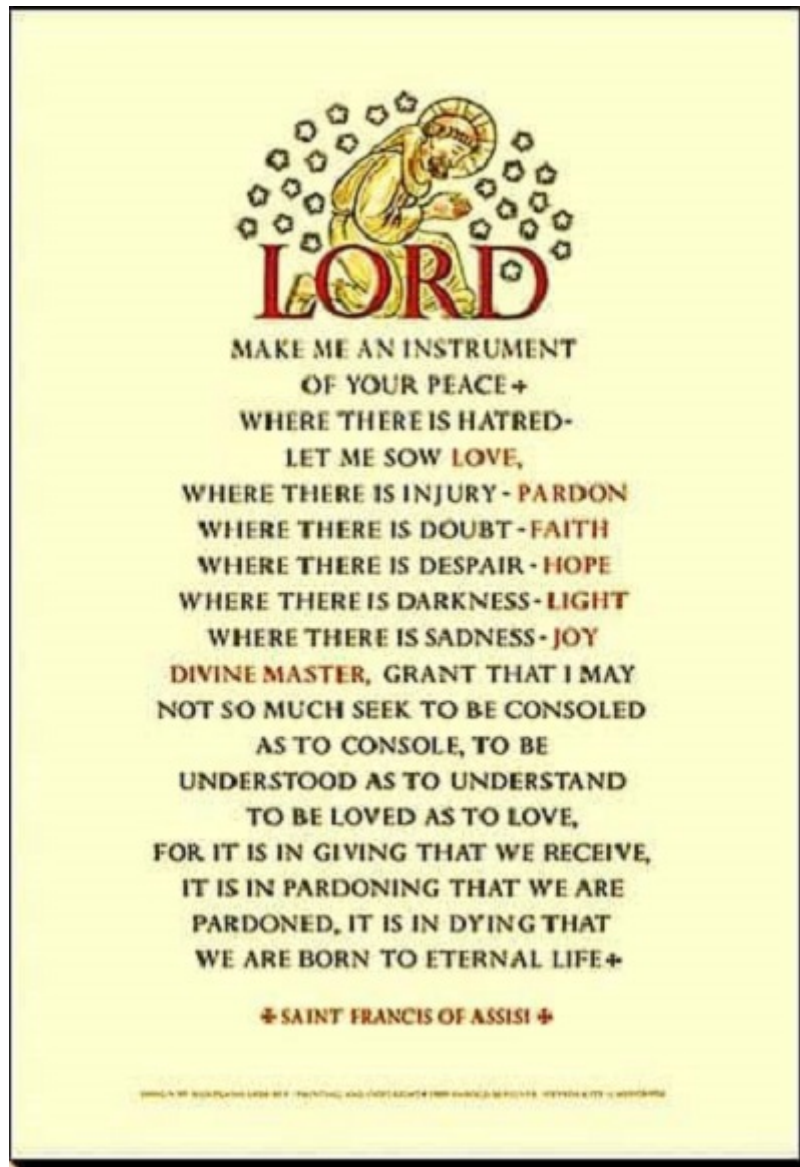 LORD
MAKE ME AN INSTRUMENT
OF YOUR PEACE+
WHERE THERE IS HATRED-
LET ME SOW LOVE,
WHERE THERE IS INJURY - PARDON
WHERE THERE IS DOUBT - FAITH
WHERE THERE IS DESPAIR - HOPE
WHERE THERE IS DARKNESS - LIGHT
WHERE THERE IS SADNESS - JOY
DIVINE MASTER, GRANT THAT I MAY
NOT SO MUCH SEEK TO BE CONSOLED
AS TO CONSOLE, TO BE
UNDERSTOOD AS TO UNDERSTAND
TO BE LOVED AS TO LOVE,
FOR IT IS IN GIVING THAT WE RECEIVE,
IT IS IN PARDONING THAT WE ARE
PARDONED, IT IS IN DYING THAT
WE ARE BORN TO ETERNAL LIFE+
✠ SAINT FRANCIS OF ASSISI ✠